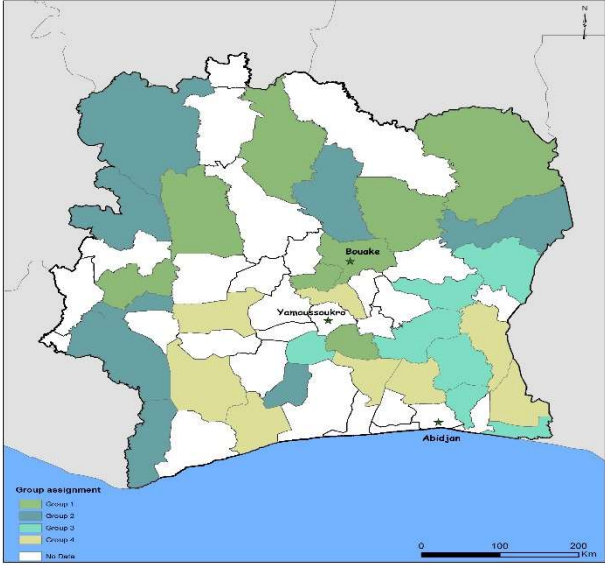 N
Bouake
Yamoussoukro
Abidjan
Group assignment
Group 1
Group 2
Group 3
Group 4
No Data
0 100 200
Km